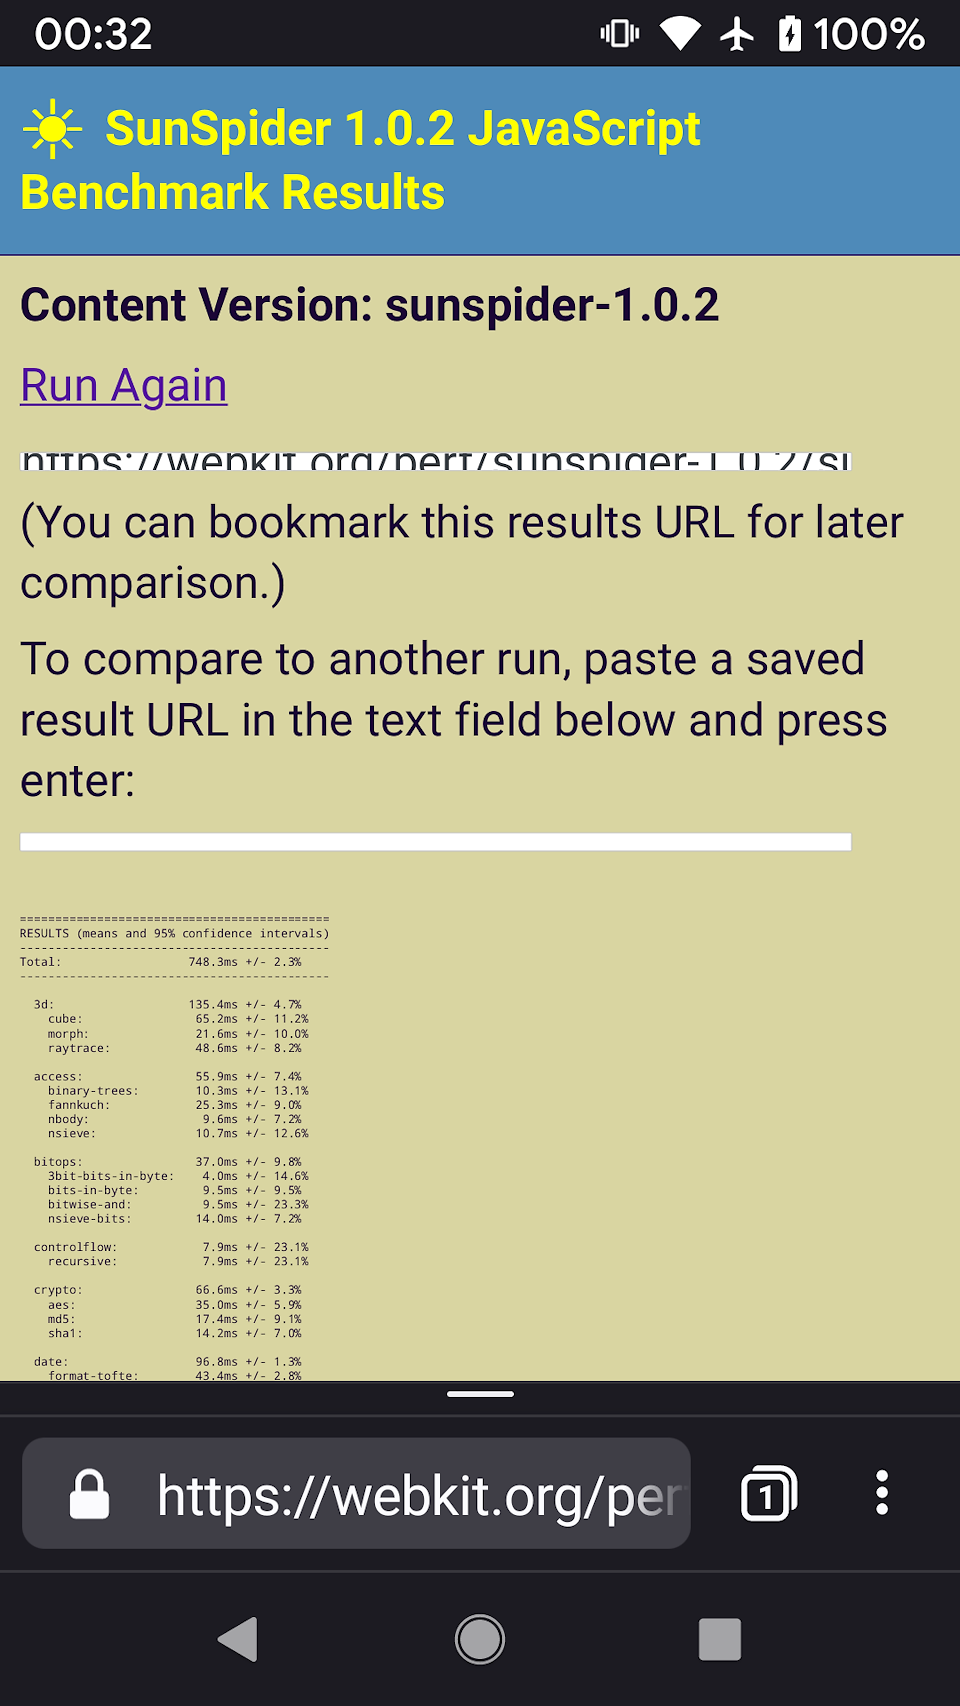 00:32 100%
SunSpider 1.0.2 JavaScript
Benchmark Results
Content Version: sunspider-1.0.2
Run Again
https://webkit.org/perf/sunspider-1.0.2/s
(You can bookmark this results URL for later
comparison.)
To compare to another run, paste a saved
result URL in the text field below and press
enter:
============================================
RESULTS (means and 95% confidence intervals)
--------------------------------------------
Total: 748.3ms +/- 2.3%
--------------------------------------------
3d: 135.4ms +/- 4.7%
cube: 65.2ms +/- 11.2%
morph: 21.6ms +/- 10.0%
raytrace: 48.6ms +/- 8.2%
access: 55.9ms +/- 7.4%
binary-trees: 10.3ms +/- 13.1%
fannkuch: 25.3ms +/- 9.0%
nbody: 9.6ms +/- 7.2%
nsieve: 10.7ms +/- 12.6%
bitops: 37.0ms +/- 9.8%
3bit-bits-in-byte: 4.0ms +/- 14.6%
bits-in-byte: 9.5ms +/- 9.5%
bitwise-and: 9.5ms +/- 23.3%
nsieve-bits: 14.0ms +/- 7.2%
controlflow: 7.9ms +/- 23.1%
recursive: 7.9ms +/- 23.1%
crypto: 66.6ms +/- 3.3%
aes: 35.0ms +/- 5.9%
md5: 17.4ms +/- 9.1%
sha1: 14.2ms +/- 7.0%
date: 96.8ms +/- 1.3%
format-tofte: 43.4ms +/- 2.8%
https://webkit.org/per
1